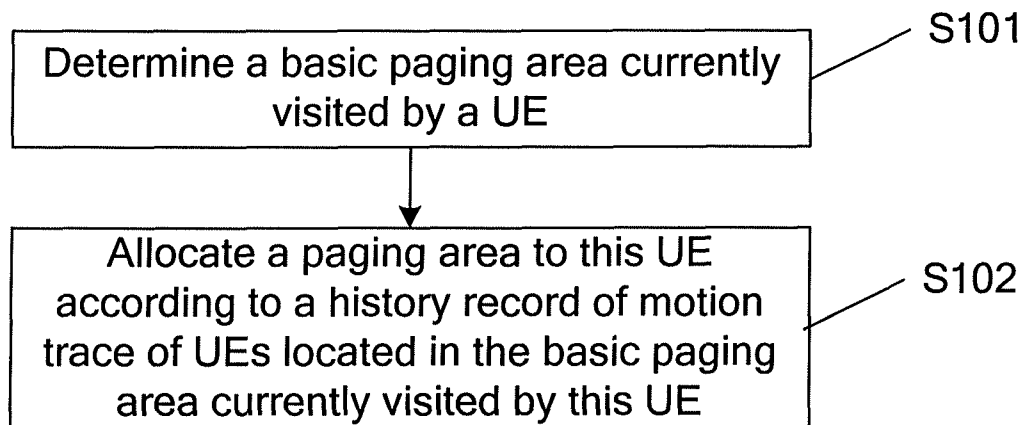 S101
Determine a basic paging area currently
visited by a UE
Allocate a paging area to this UE
according to a history record of motion
trace of UEs located in the basic paging
area currently visited by this UE
S102